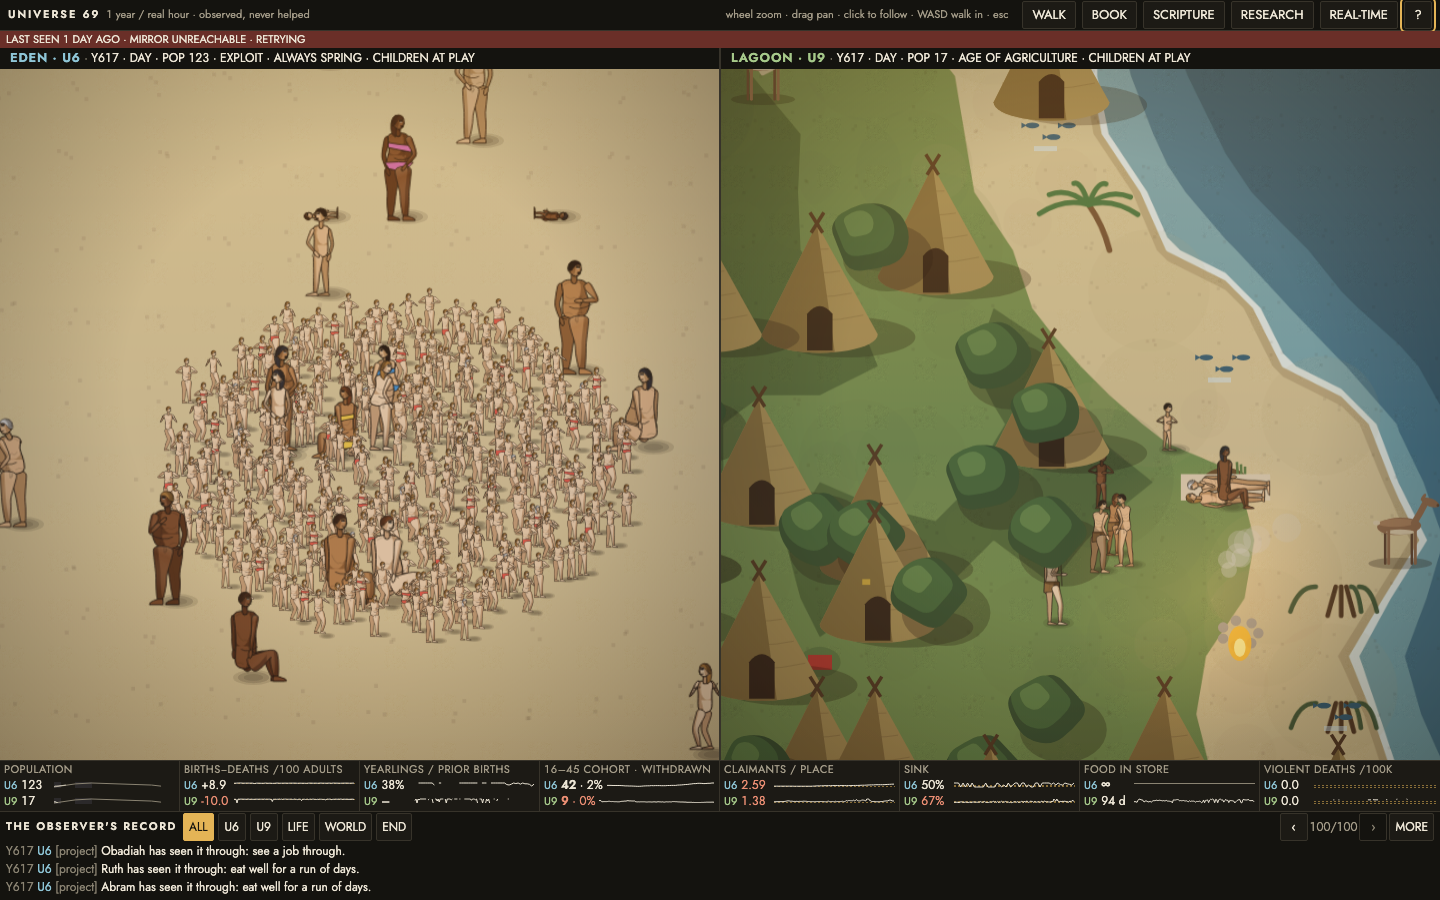 UNIVERSE 69 1 year / real hour · observed, never helped wheel zoom · drag pan · click to follow · WASD walk in · esc WALK BOOK SCRIPTURE RESEARCH REAL-TIME ?
LAST SEEN 1 DAY AGO · MIRROR UNREACHABLE · RETRYING
EDEN · U6 · Y617 · DAY · POP 123 · EXPLOIT · ALWAYS SPRING · CHILDREN AT PLAY
LAGOON · U9 · Y617 · DAY · POP 17 · AGE OF AGRICULTURE · CHILDREN AT PLAY
POPULATION
U6 123
U9 17
BIRTHS–DEATHS /100 ADULTS
U6 +8.9
U9 -10.0
YEARLINGS / PRIOR BIRTHS
U6 38%
U9 –
16–45 COHORT · WITHDRAWN
U6 42 · 2%
U9 9 · 0%
CLAIMANTS / PLACE
U6 2.59
U9 1.38
SINK
U6 50%
U9 67%
FOOD IN STORE
U6 ∞
U9 94 d
VIOLENT DEATHS /100K
U6 0.0
U9 0.0
THE OBSERVER'S RECORD ALL U6 U9 LIFE WORLD END ‹ 100/100 › MORE
Y617 U6 [project] Obadiah has seen it through: see a job through.
Y617 U6 [project] Ruth has seen it through: eat well for a run of days.
Y617 U6 [project] Abram has seen it through: eat well for a run of days.